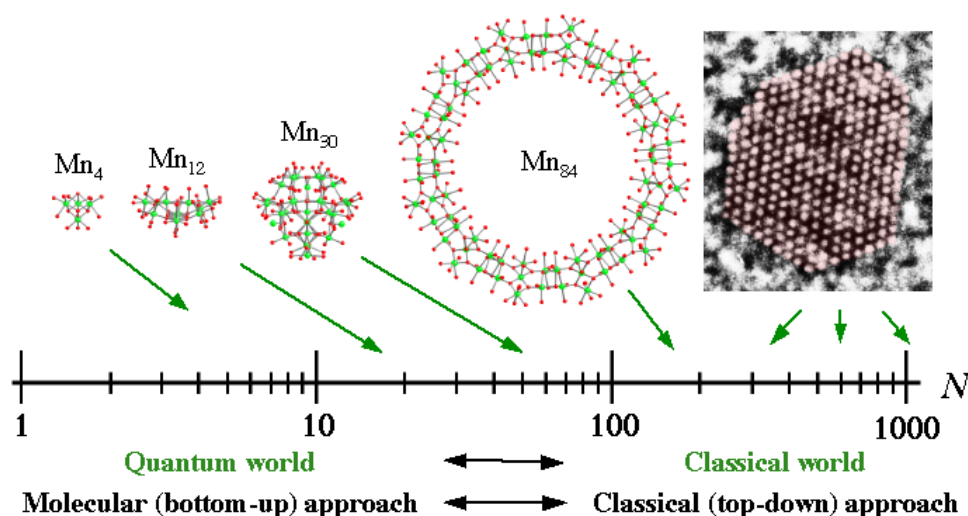 Mn₄
Mn₁₂
Mn₃₀
Mn₈₄
1 10 100 1000 N
Quantum world Classical world
Molecular (bottom-up) approach Classical (top-down) approach